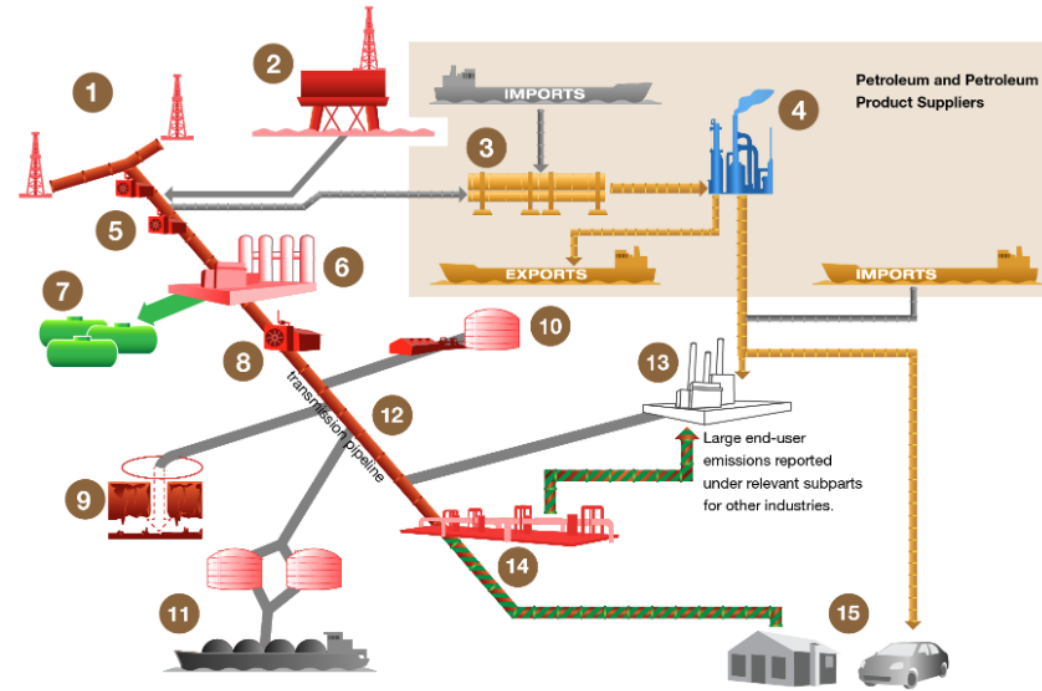 1
2
IMPORTS
Petroleum and Petroleum
Product Suppliers
3
4
5
6
EXPORTS
IMPORTS
7
8
10
transmission pipeline
12
13
Large end-user
emissions reported
under relevant subparts
for other industries.
9
14
11
15